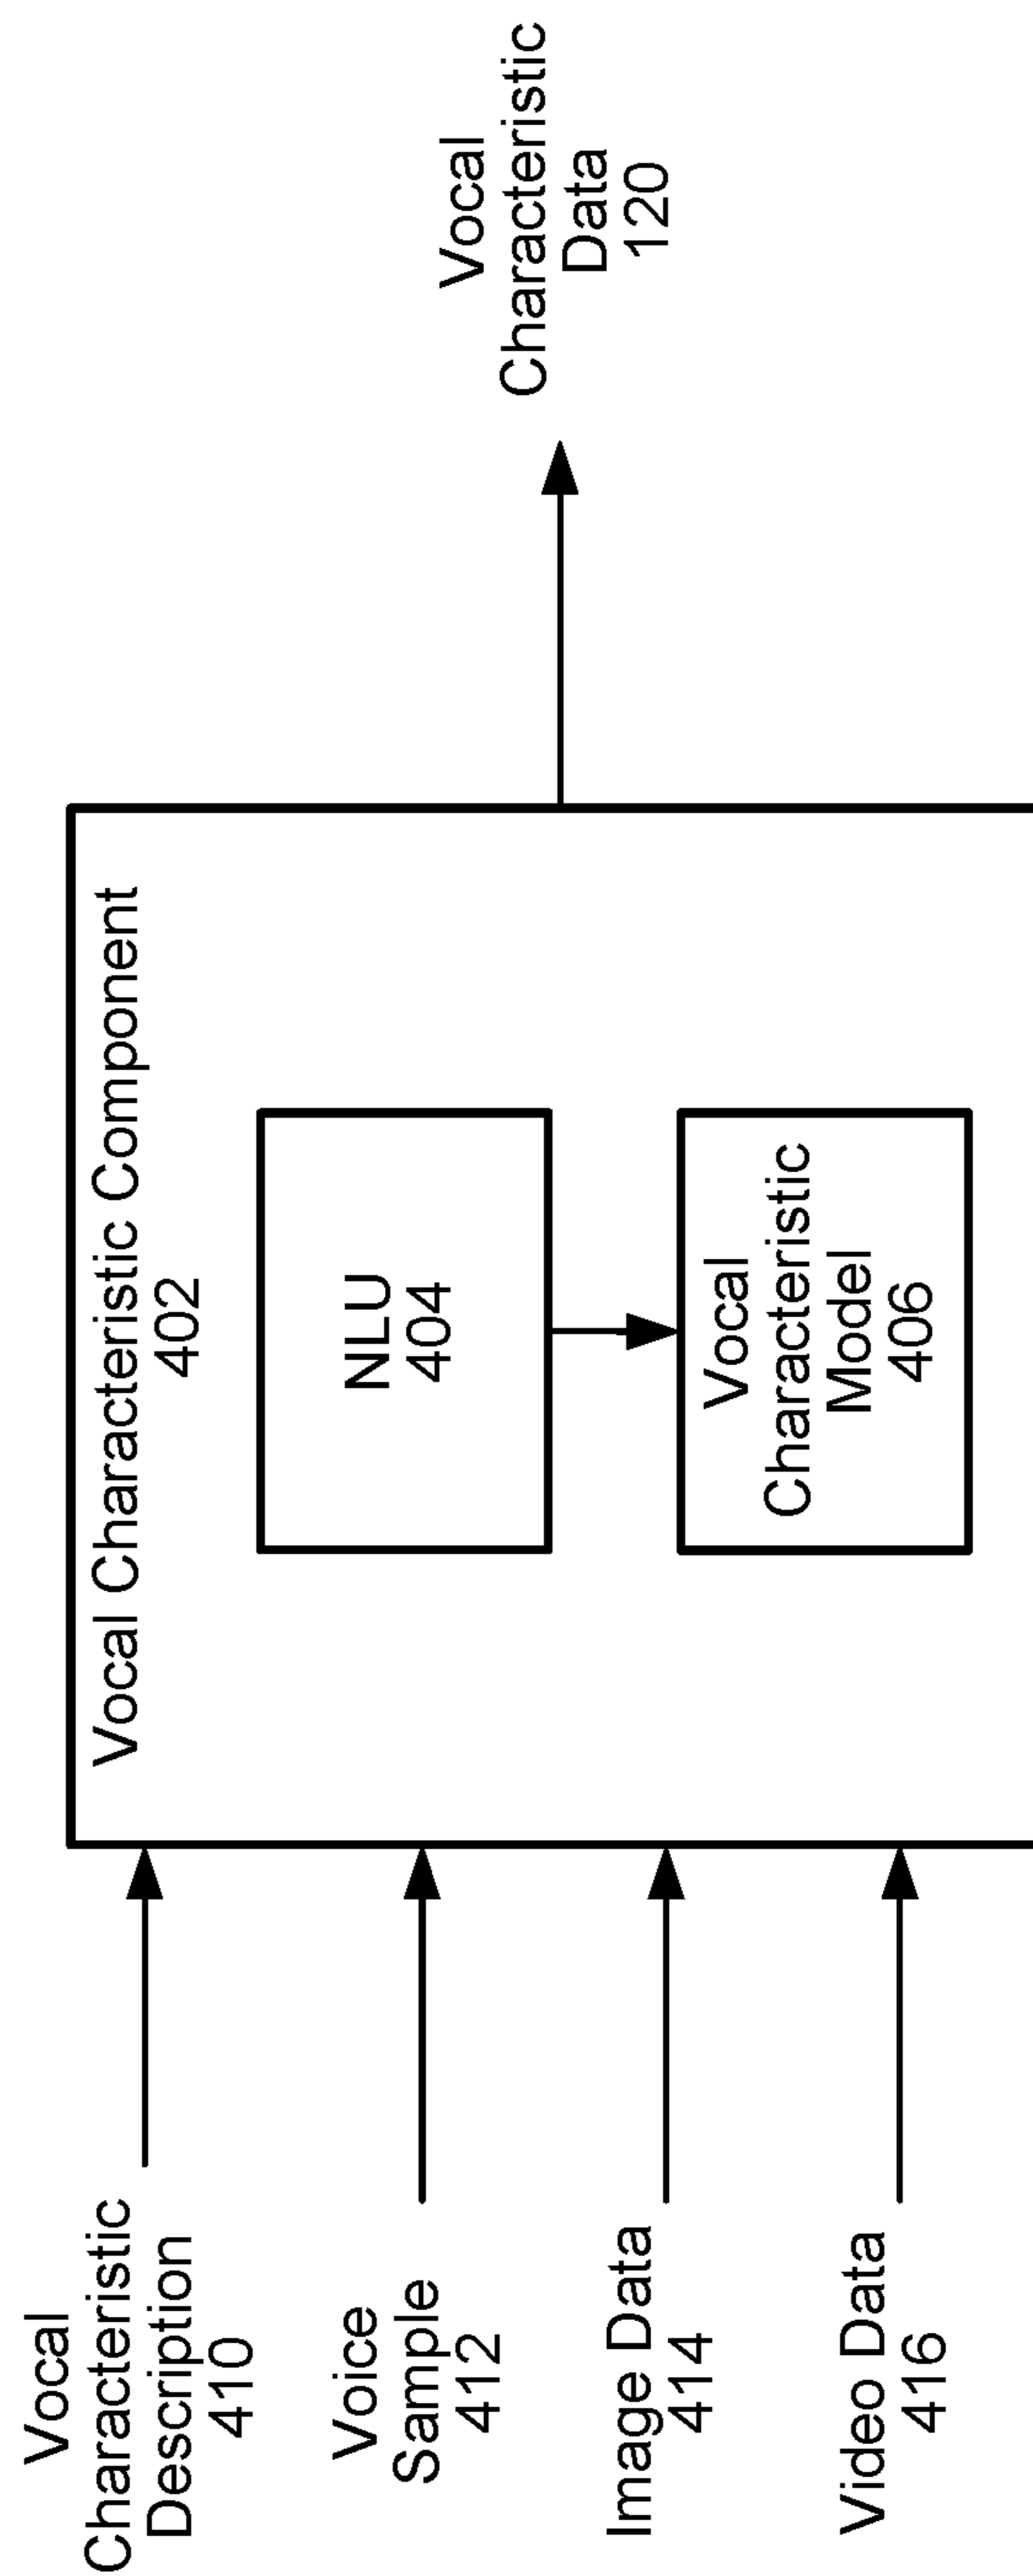 Vocal
Characteristic
Description
410
Voice
Sample
412
Image Data
414
Video Data
416
Vocal Characteristic Component
402
NLU
404
Vocal
Characteristic
Model
406
Vocal
Characteristic
Data
120